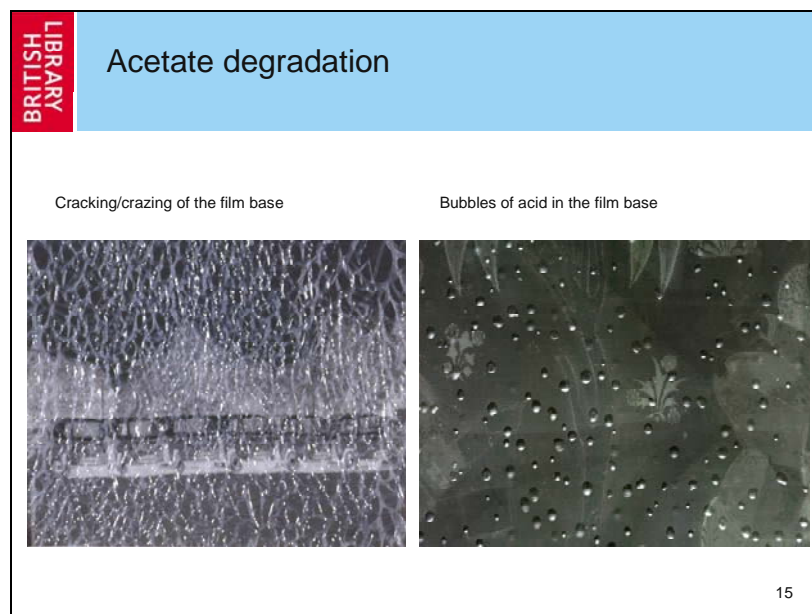 LIBRARY
BRITISH
Acetate degradation
Cracking/crazing of the film base
Bubbles of acid in the film base
15